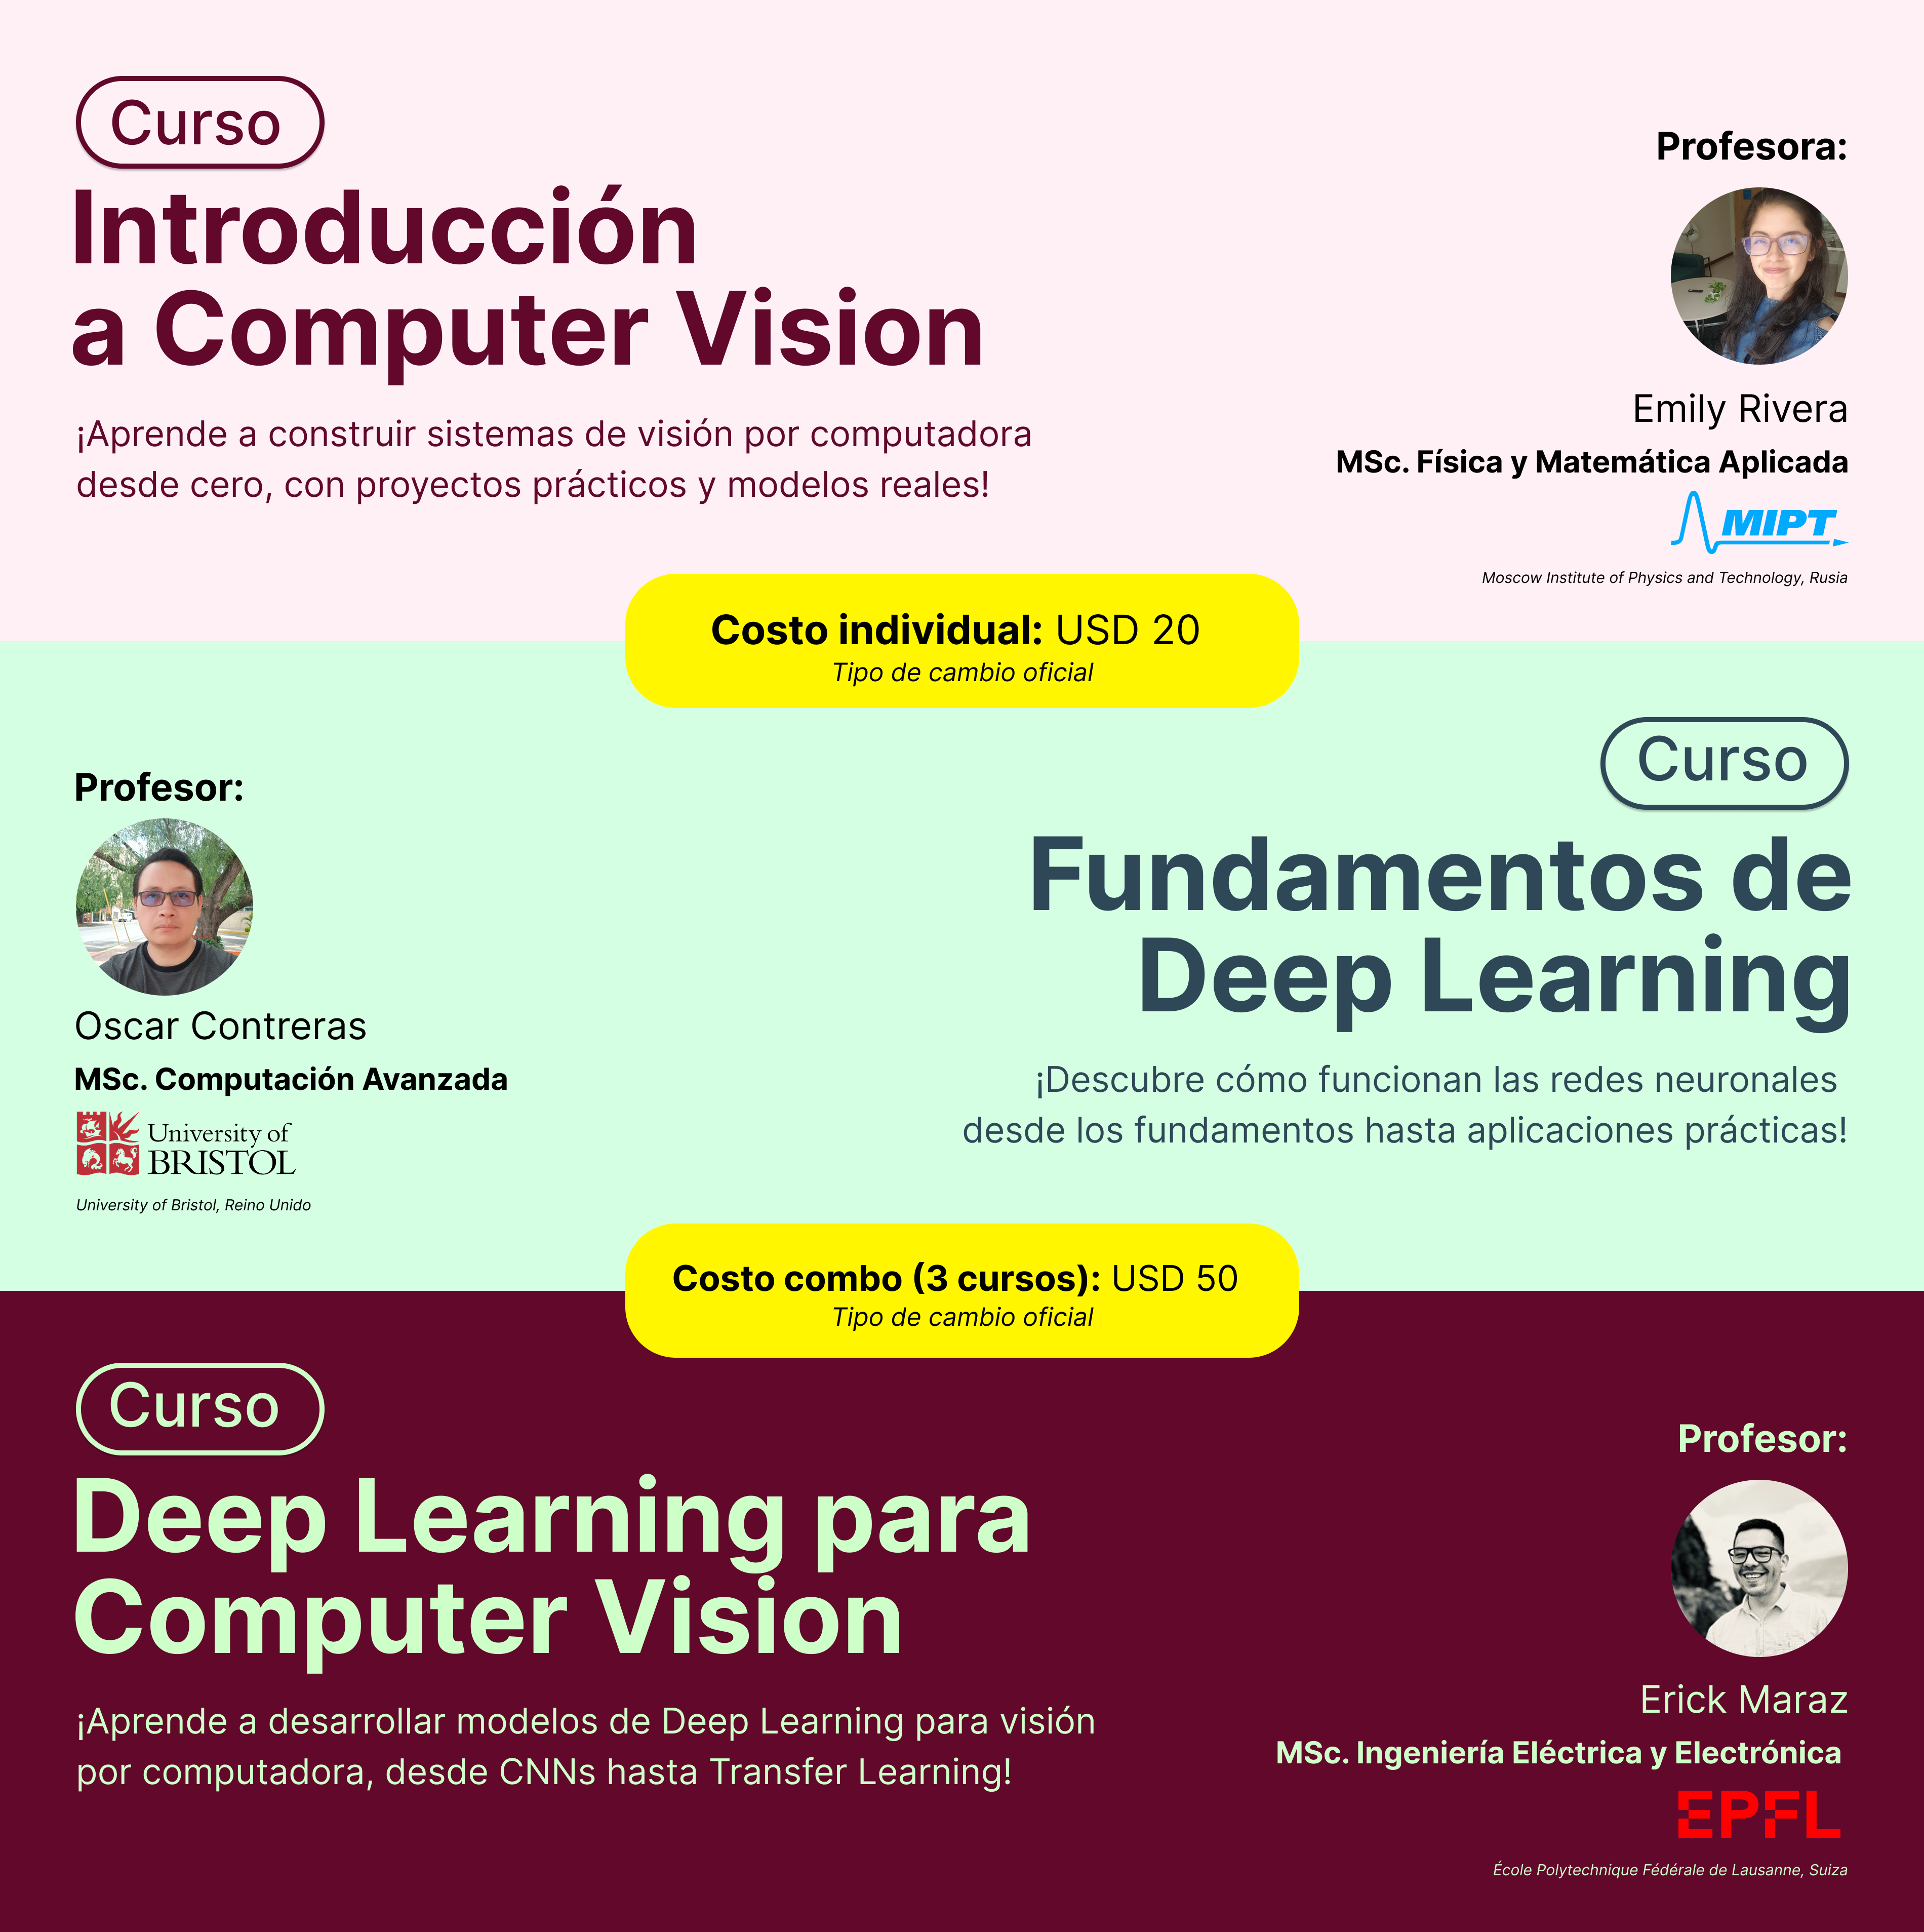 Curso
Introducción
a Computer Vision
¡Aprende a construir sistemas de visión por computadora
desde cero, con proyectos prácticos y modelos reales!
Profesora:
Emily Rivera
MSc. Física y Matemática Aplicada
MIPT
Moscow Institute of Physics and Technology, Rusia
Costo individual: USD 20
Tipo de cambio oficial
Profesor:
Oscar Contreras
MSc. Computación Avanzada
University of
BRISTOL
University of Bristol, Reino Unido
Curso
Fundamentos de
Deep Learning
¡Descubre cómo funcionan las redes neuronales
desde los fundamentos hasta aplicaciones prácticas!
Costo combo (3 cursos): USD 50
Tipo de cambio oficial
Curso
Deep Learning para
Computer Vision
¡Aprende a desarrollar modelos de Deep Learning para visión
por computadora, desde CNNs hasta Transfer Learning!
Profesor:
Erick Maraz
MSc. Ingeniería Eléctrica y Electrónica
EPFL
École Polytechnique Fédérale de Lausanne, Suiza